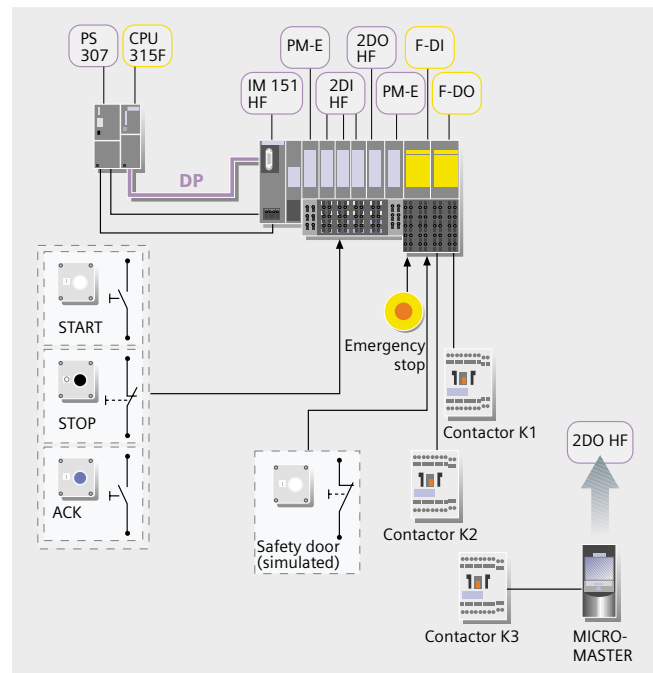 PS
307
CPU
315F
PM-E
2DO
HF
F-DI
IM 151
HF
2DI
HF
PM-E
F-DO
DP
START
STOP
ACK
Emergency
stop
Contactor K1
Safety door
(simulated)
Contactor K2
2DO HF
Contactor K3
MICRO-
MASTER